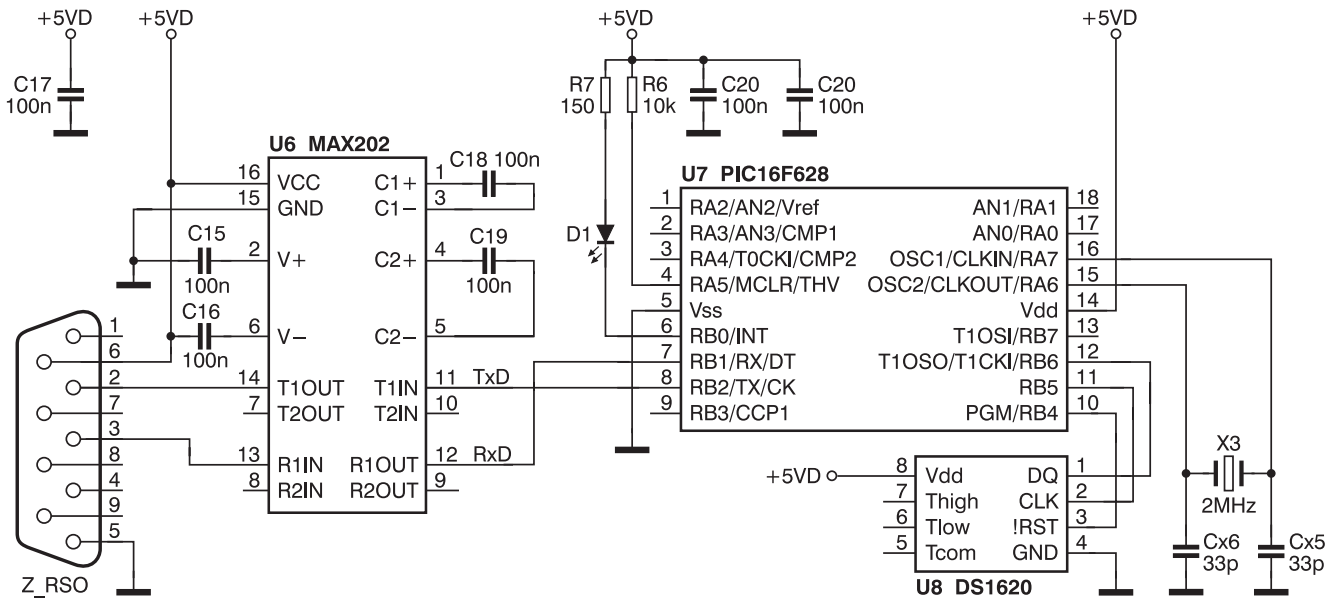 +5VD
+5VD
+5VD
+5VD
C17
100n
R7
150
R6
10k
C20
100n
C20
100n
U6 MAX202
16 VCC C1+ 1
15 GND C1− 3
2 V+ C2+ 4
6 V− C2− 5
14 T1OUT T1IN 11 TxD
7 T2OUT T2IN 10
13 R1IN R1OUT 12 RxD
8 R2IN R2OUT 9
C18 100n
C15
100n
C19
100n
C16
100n
D1
U7 PIC16F628
1 RA2/AN2/Vref AN1/RA1 18
2 RA3/AN3/CMP1 AN0/RA0 17
3 RA4/T0CKI/CMP2 OSC1/CLKIN/RA7 16
4 RA5/MCLR/THV OSC2/CLKOUT/RA6 15
5 Vss Vdd 14
6 RB0/INT T1OSI/RB7 13
7 RB1/RX/DT T1OSO/T1CKI/RB6 12
8 RB2/TX/CK RB5 11
9 RB3/CCP1 PGM/RB4 10
1
6
2
7
3
8
4
9
5
Z_RSO
+5VD
8 Vdd DQ 1
7 Thigh CLK 2
6 Tlow !RST 3
5 Tcom GND 4
U8 DS1620
X3
2MHz
Cx6
33p
Cx5
33p